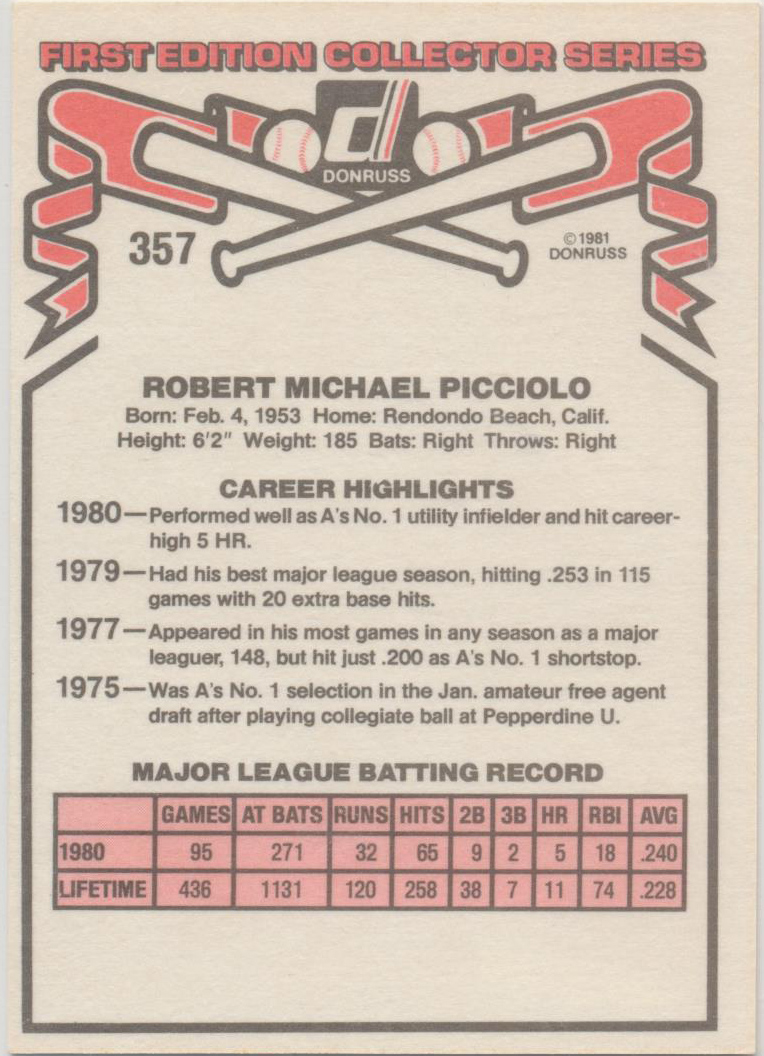 FIRST EDITION COLLECTOR SERIES
d
DONRUSS
357
©1981
DONRUSS
ROBERT MICHAEL PICCIOLO
Born: Feb. 4, 1953 Home: Rendondo Beach, Calif.
Height: 6'2" Weight: 185 Bats: Right Throws: Right
CAREER HIGHLIGHTS
1980—Performed well as A's No. 1 utility infielder and hit career-
high 5 HR.
1979—Had his best major league season, hitting .253 in 115
games with 20 extra base hits.
1977—Appeared in his most games in any season as a major
leaguer, 148, but hit just .200 as A's No. 1 shortstop.
1975—Was A's No. 1 selection in the Jan. amateur free agent
draft after playing collegiate ball at Pepperdine U.
MAJOR LEAGUE BATTING RECORD
GAMES AT BATS RUNS HITS 2B 3B HR RBI AVG
1980 95 271 32 65 9 2 5 18 .240
LIFETIME 436 1131 120 258 38 7 11 74 .228